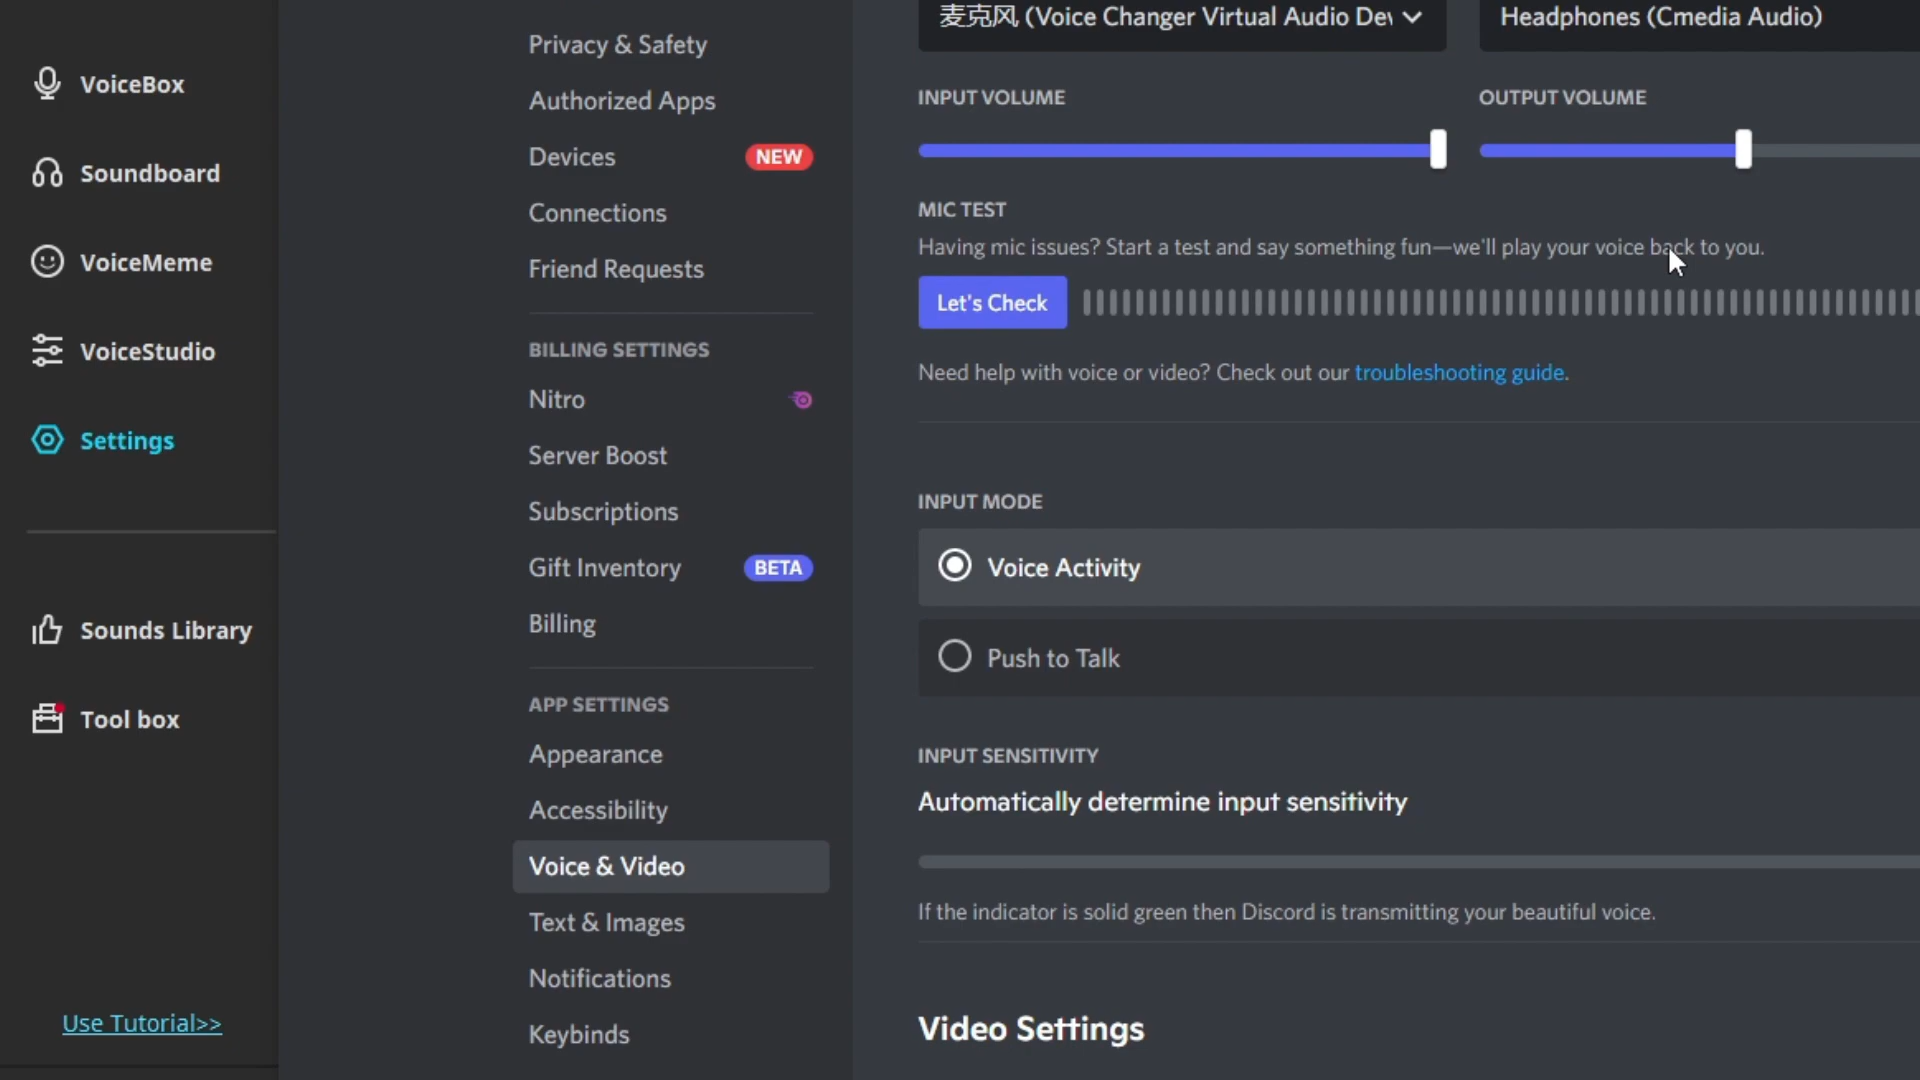 VoiceBox
Soundboard
VoiceMeme
VoiceStudio
Settings
Sounds Library
Tool box
Use Tutorial>>
Privacy & Safety
Authorized Apps
Devices NEW
Connections
Friend Requests
BILLING SETTINGS
Nitro
Server Boost
Subscriptions
Gift Inventory BETA
Billing
APP SETTINGS
Appearance
Accessibility
Voice & Video
Text & Images
Notifications
Keybinds
麦克风 (Voice Changer Virtual Audio Dev
Headphones (Cmedia Audio)
INPUT VOLUME
OUTPUT VOLUME
MIC TEST
Having mic issues? Start a test and say something fun—we'll play your voice back to you.
Let's Check
Need help with voice or video? Check out our troubleshooting guide.
INPUT MODE
Voice Activity
Push to Talk
INPUT SENSITIVITY
Automatically determine input sensitivity
If the indicator is solid green then Discord is transmitting your beautiful voice.
Video Settings